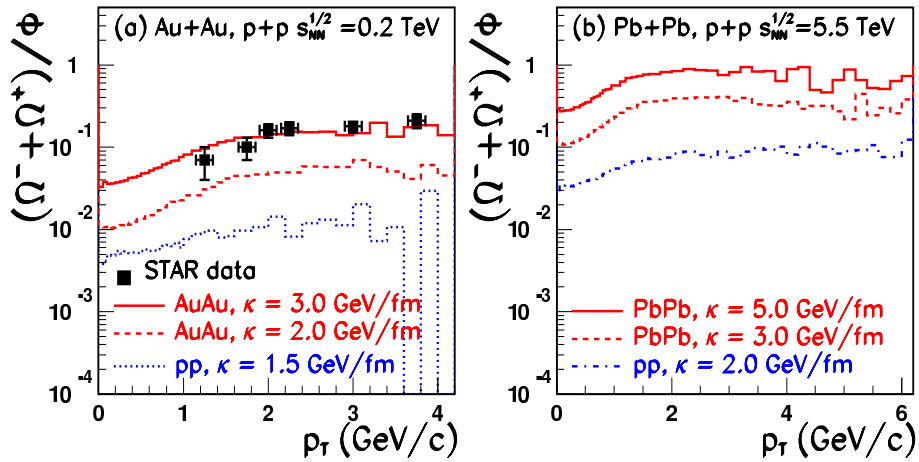 (a) Au+Au, p+p s_NN^1/2 =0.2 TeV
(Ω⁻+Ω⁺)/Φ
1
10⁻¹
10⁻²
10⁻³
10⁻⁴
STAR data
AuAu, κ = 3.0 GeV/fm
AuAu, κ = 2.0 GeV/fm
pp, κ = 1.5 GeV/fm
0 1 2 3 4
p_T (GeV/c)
(b) Pb+Pb, p+p s_NN^1/2 =5.5 TeV
(Ω⁻+Ω⁺)/Φ
1
10⁻¹
10⁻²
10⁻³
10⁻⁴
PbPb, κ = 5.0 GeV/fm
PbPb, κ = 3.0 GeV/fm
pp, κ = 2.0 GeV/fm
0 2 4 6
p_T (GeV/c)